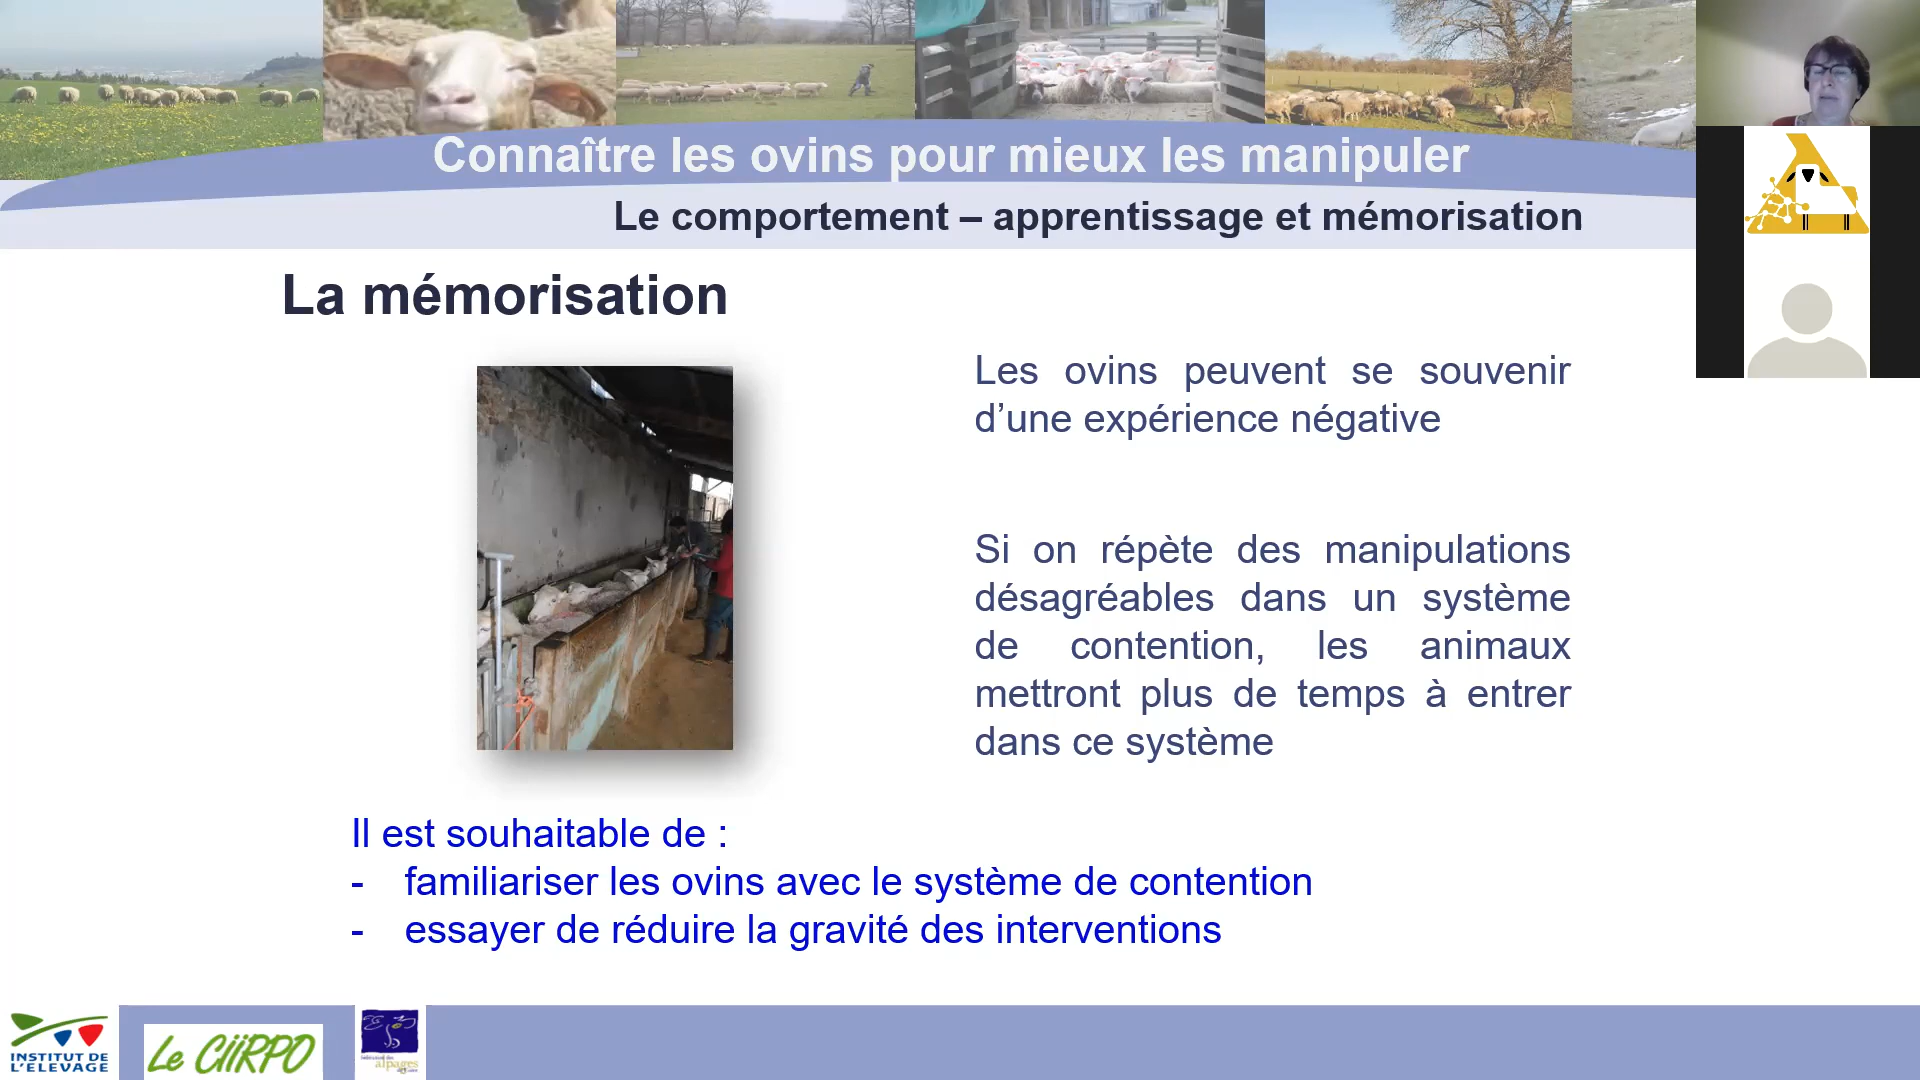 Connaître les ovins pour mieux les manipuler
Le comportement – apprentissage et mémorisation
La mémorisation
Les ovins peuvent se souvenir
d’une expérience négative
Si on répète des manipulations
désagréables dans un système
de contention, les animaux
mettront plus de temps à entrer
dans ce système
Il est souhaitable de :
- familiariser les ovins avec le système de contention
- essayer de réduire la gravité des interventions
INSTITUT DE
L'ELEVAGE
Le CIIRPO
alpages